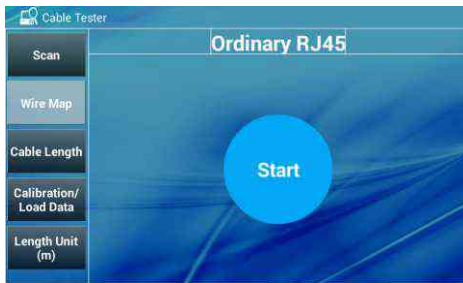 Cable Tester
Ordinary RJ45
Scan
Wire Map
Cable Length
Calibration/
Load Data
Length Unit
(m)
Start